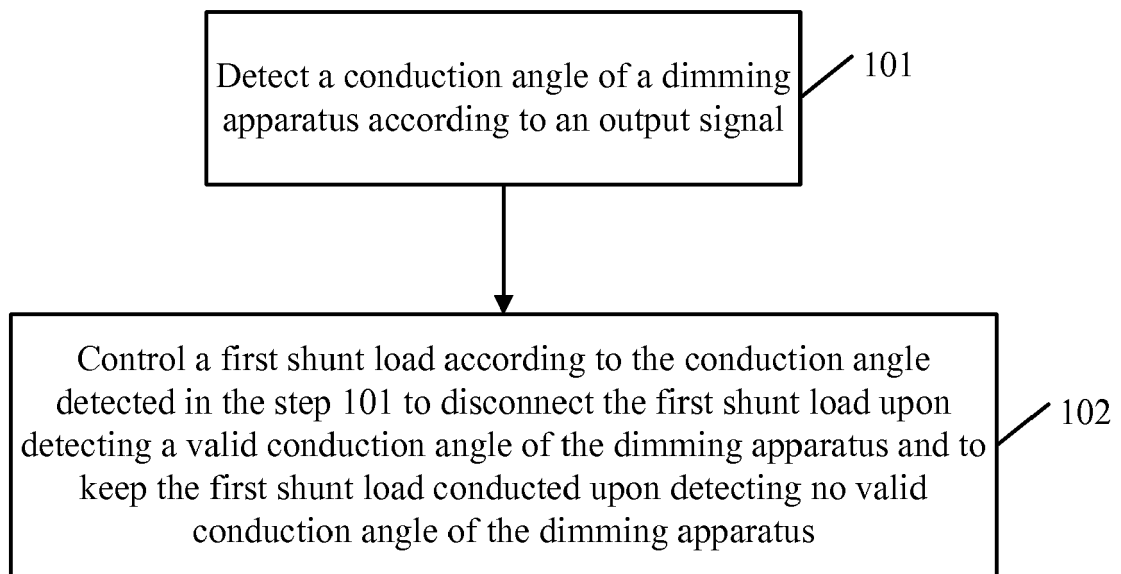 Detect a conduction angle of a dimming
apparatus according to an output signal
101
Control a first shunt load according to the conduction angle
detected in the step 101 to disconnect the first shunt load upon
detecting a valid conduction angle of the dimming apparatus and to
keep the first shunt load conducted upon detecting no valid
conduction angle of the dimming apparatus
102